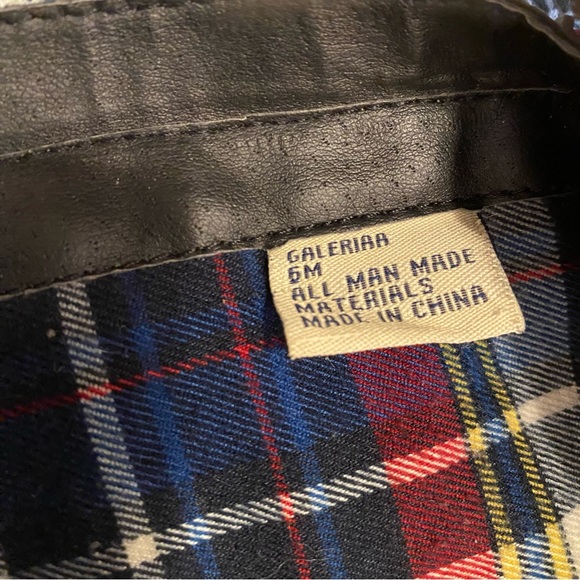 GALERIAA
6M
ALL MAN MADE
MATERIALS
MADE IN CHINA